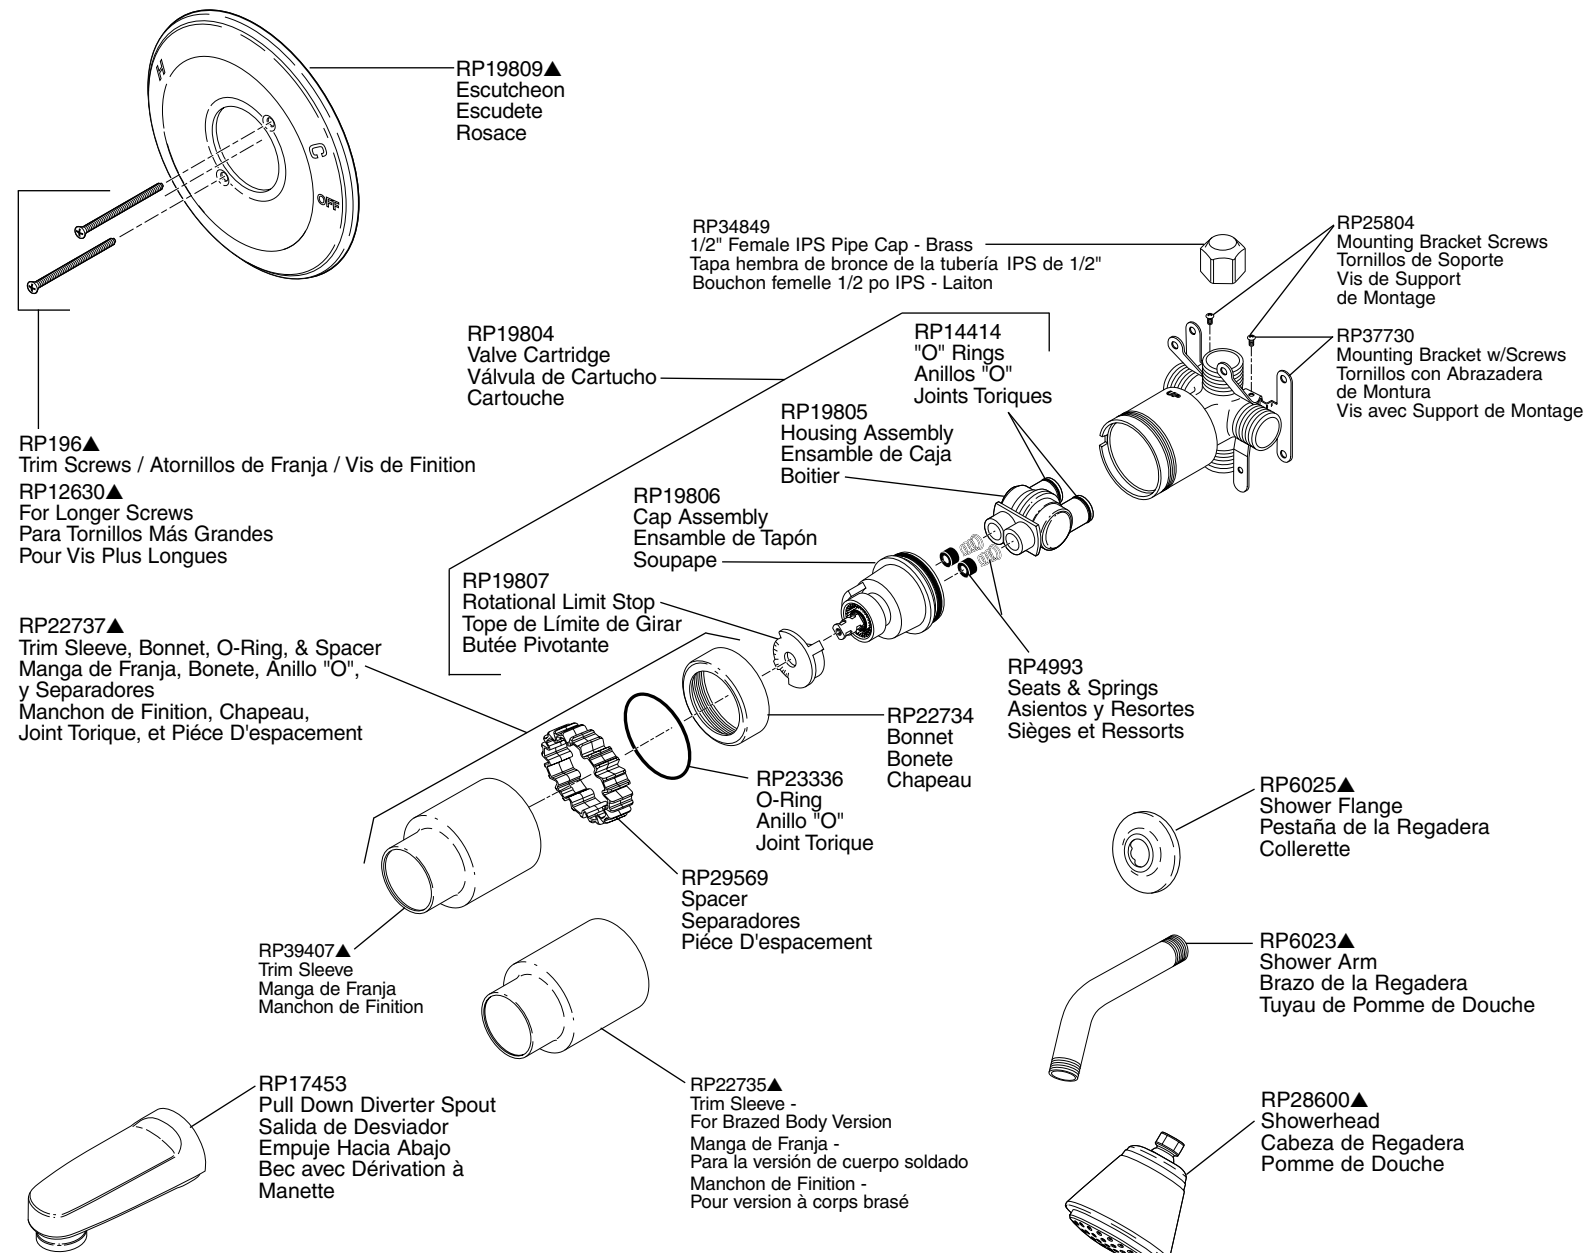 RP19809▲
Escutcheon
Escudete
Rosace
H
C
OFF
RP34849
1/2" Female IPS Pipe Cap - Brass
Tapa hembra de bronce de la tubería IPS de 1/2"
Bouchon femelle 1/2 po IPS - Laiton
RP25804
Mounting Bracket Screws
Tornillos de Soporte
Vis de Support
de Montage
RP37730
Mounting Bracket w/Screws
Tornillos con Abrazadera
de Montura
Vis avec Support de Montage
RP19804
Valve Cartridge
Válvula de Cartucho
Cartouche
RP14414
"O" Rings
Anillos "O"
Joints Toriques
RP19805
Housing Assembly
Ensamble de Caja
Boitier
RP196▲
Trim Screws / Atornillos de Franja / Vis de Finition
RP12630▲
For Longer Screws
Para Tornillos Más Grandes
Pour Vis Plus Longues
RP19806
Cap Assembly
Ensamble de Tapón
Soupape
RP19807
Rotational Limit Stop
Tope de Límite de Girar
Butée Pivotante
RP22737▲
Trim Sleeve, Bonnet, O-Ring, & Spacer
Manga de Franja, Bonete, Anillo "O",
y Separadores
Manchon de Finition, Chapeau,
Joint Torique, et Piéce D'espacement
RP4993
Seats & Springs
Asientos y Resortes
Sièges et Ressorts
RP22734
Bonnet
Bonete
Chapeau
RP23336
O-Ring
Anillo "O"
Joint Torique
RP29569
Spacer
Separadores
Piéce D'espacement
RP6025▲
Shower Flange
Pestaña de la Regadera
Collerette
RP39407▲
Trim Sleeve
Manga de Franja
Manchon de Finition
RP6023▲
Shower Arm
Brazo de la Regadera
Tuyau de Pomme de Douche
RP17453
Pull Down Diverter Spout
Salida de Desviador
Empuje Hacia Abajo
Bec avec Dérivation à
Manette
RP22735▲
Trim Sleeve -
For Brazed Body Version
Manga de Franja -
Para la versión de cuerpo soldado
Manchon de Finition -
Pour version à corps brasé
RP28600▲
Showerhead
Cabeza de Regadera
Pomme de Douche